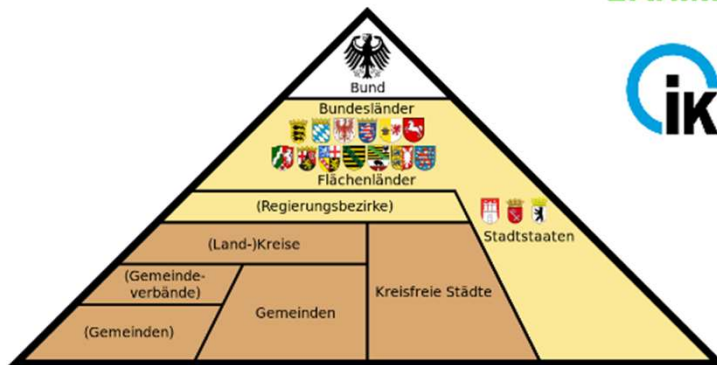 Bund
Bundesländer
Flächenländer
(Regierungsbezirke)
Stadtstaaten
(Land-)Kreise
(Gemeinde-
verbände)
Kreisfreie Städte
Gemeinden
(Gemeinden)
ik